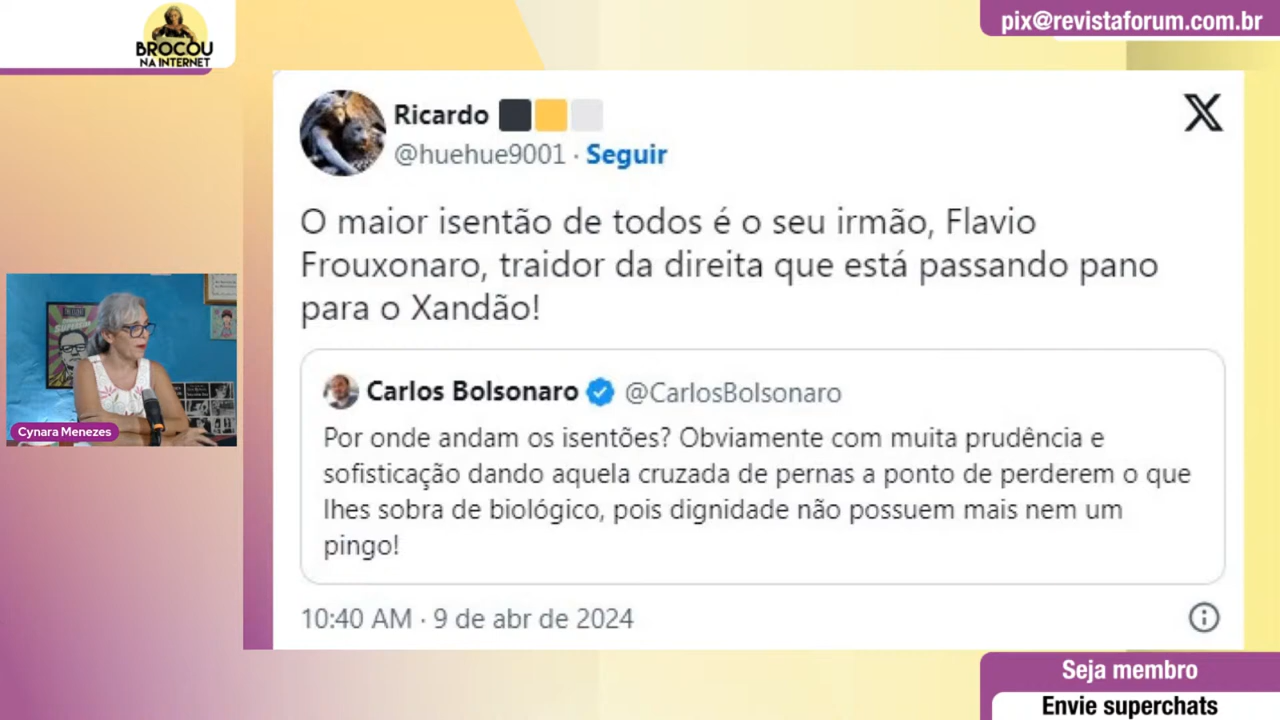 BROCOU
NA INTERNET
pix@revistaforum.com.br
Ricardo
@huehue9001 · Seguir
O maior isentão de todos é o seu irmão, Flavio
Frouxonaro, traidor da direita que está passando pano
para o Xandão!
Carlos Bolsonaro @CarlosBolsonaro
Por onde andam os isentões? Obviamente com muita prudência e
sofisticação dando aquela cruzada de pernas a ponto de perderem o que
lhes sobra de biológico, pois dignidade não possuem mais nem um
pingo!
10:40 AM · 9 de abr de 2024
Cynara Menezes
Seja membro
Envie superchats